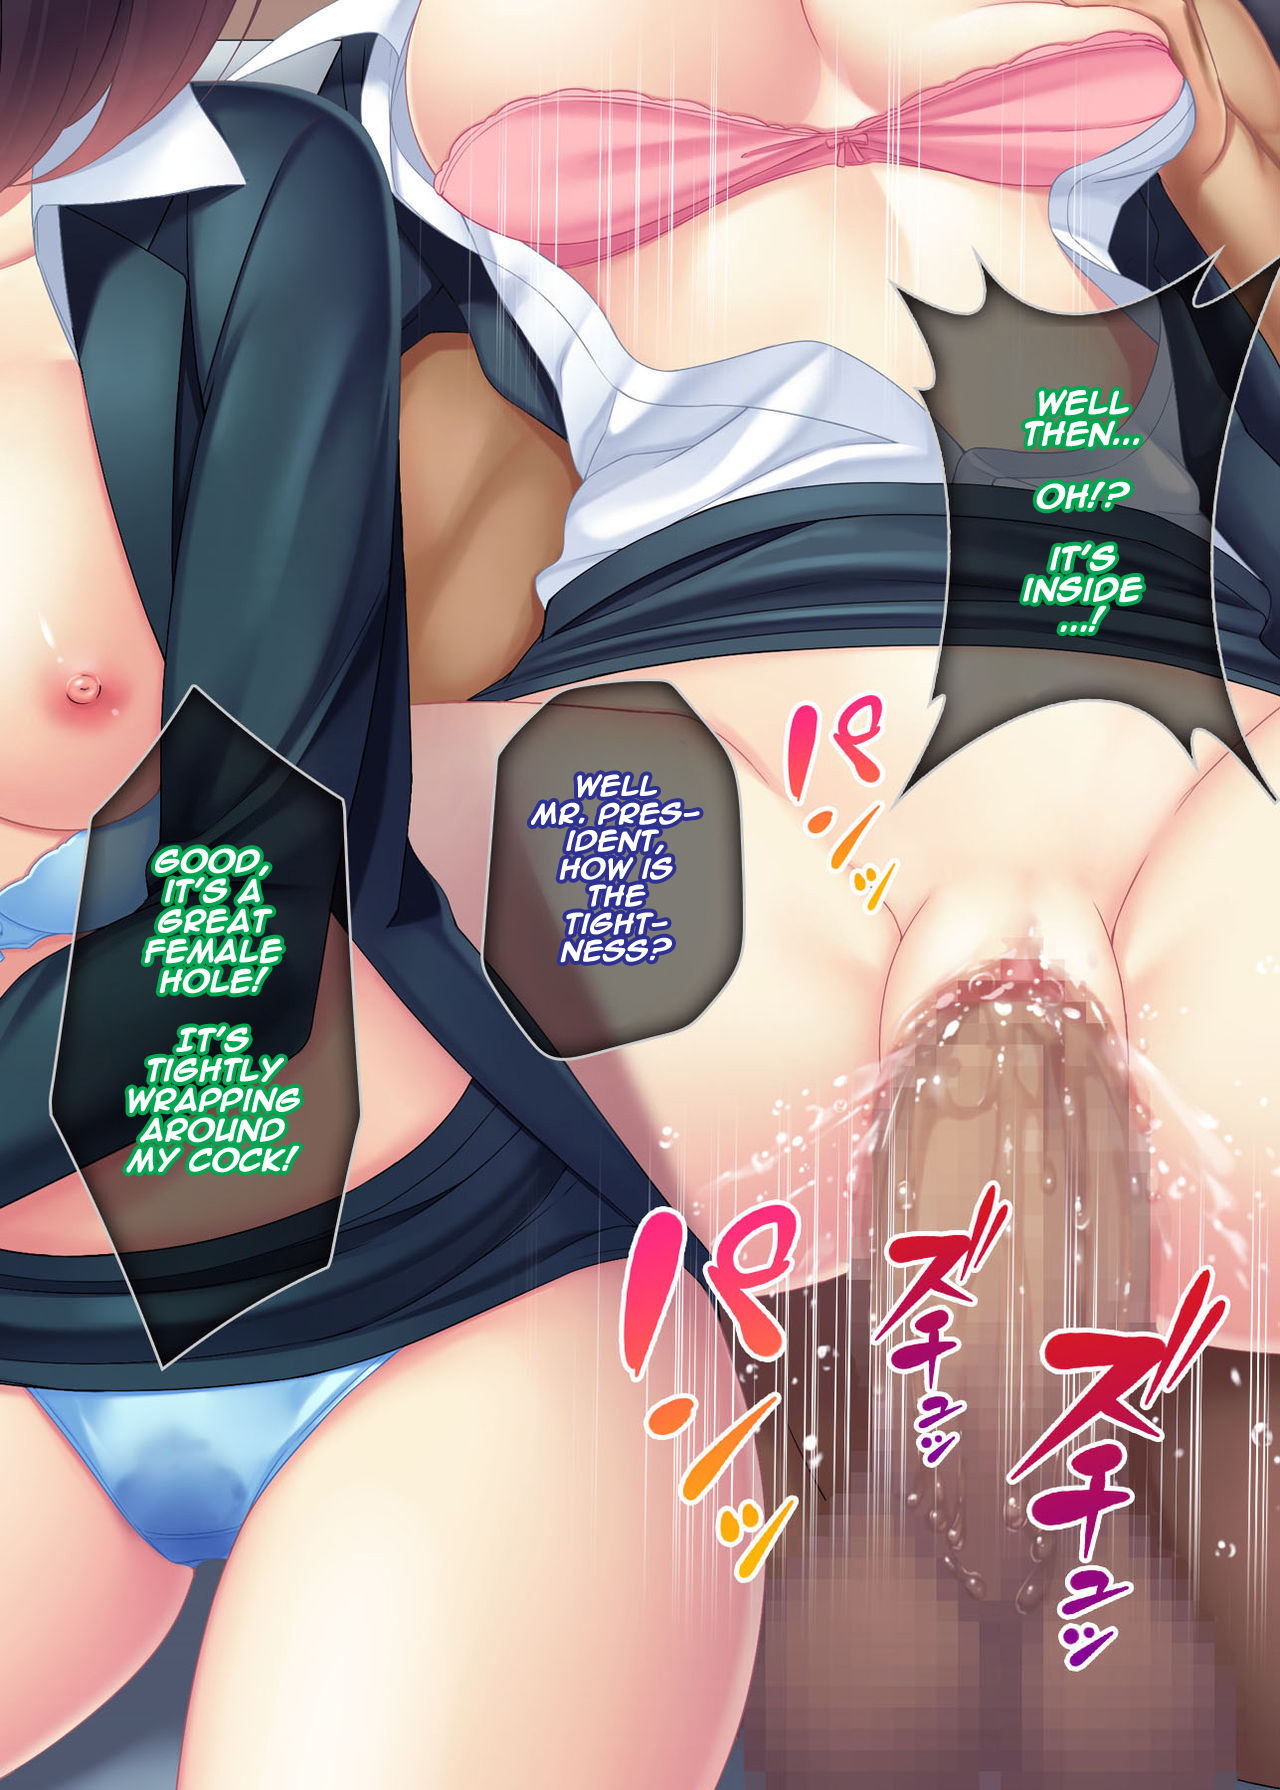 WELL
THEN...
OH!?
IT'S
INSIDE
...!
WELL
MR. PRES-
IDENT,
HOW IS
THE
TIGHT-
NESS?
GOOD,
IT'S A
GREAT
FEMALE
HOLE!
IT'S
TIGHTLY
WRAPPING
AROUND
MY COCK!
パンッ
パンッ
ズチュッ
ズチュッ